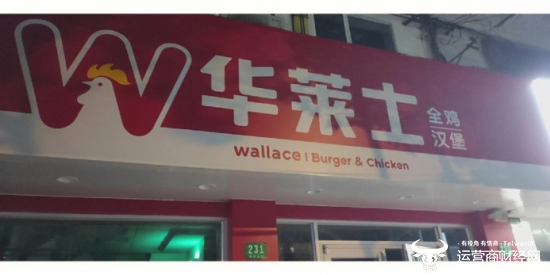 华莱士
全鸡
汉堡
wallace | Burger & Chicken
231
运营商财经网